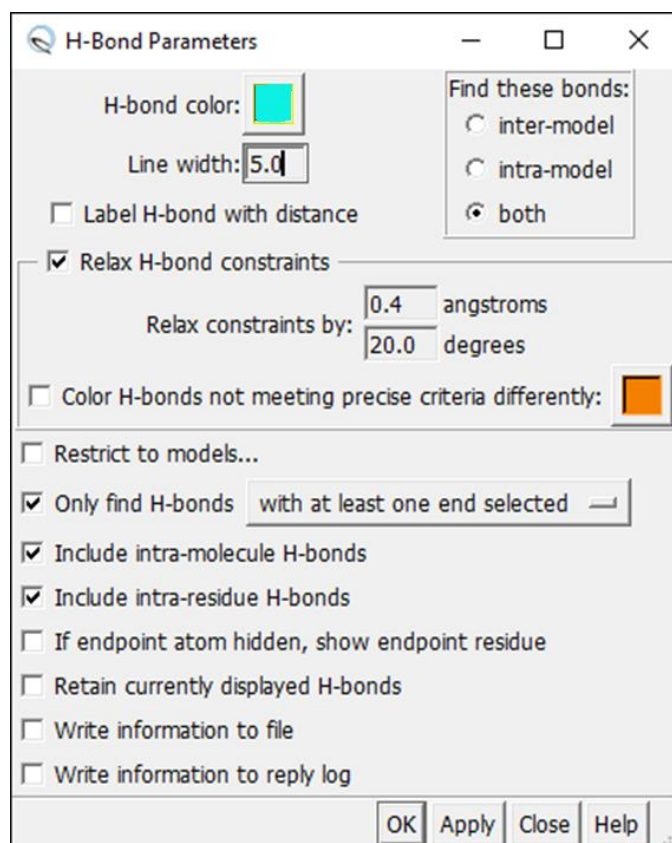 H-Bond Parameters
H-bond color:
Line width: 5.0
Label H-bond with distance
Find these bonds:
inter-model
intra-model
both
Relax H-bond constraints
Relax constraints by:
0.4 angstroms
20.0 degrees
Color H-bonds not meeting precise criteria differently:
Restrict to models...
Only find H-bonds with at least one end selected
Include intra-molecule H-bonds
Include intra-residue H-bonds
If endpoint atom hidden, show endpoint residue
Retain currently displayed H-bonds
Write information to file
Write information to reply log
OK Apply Close Help